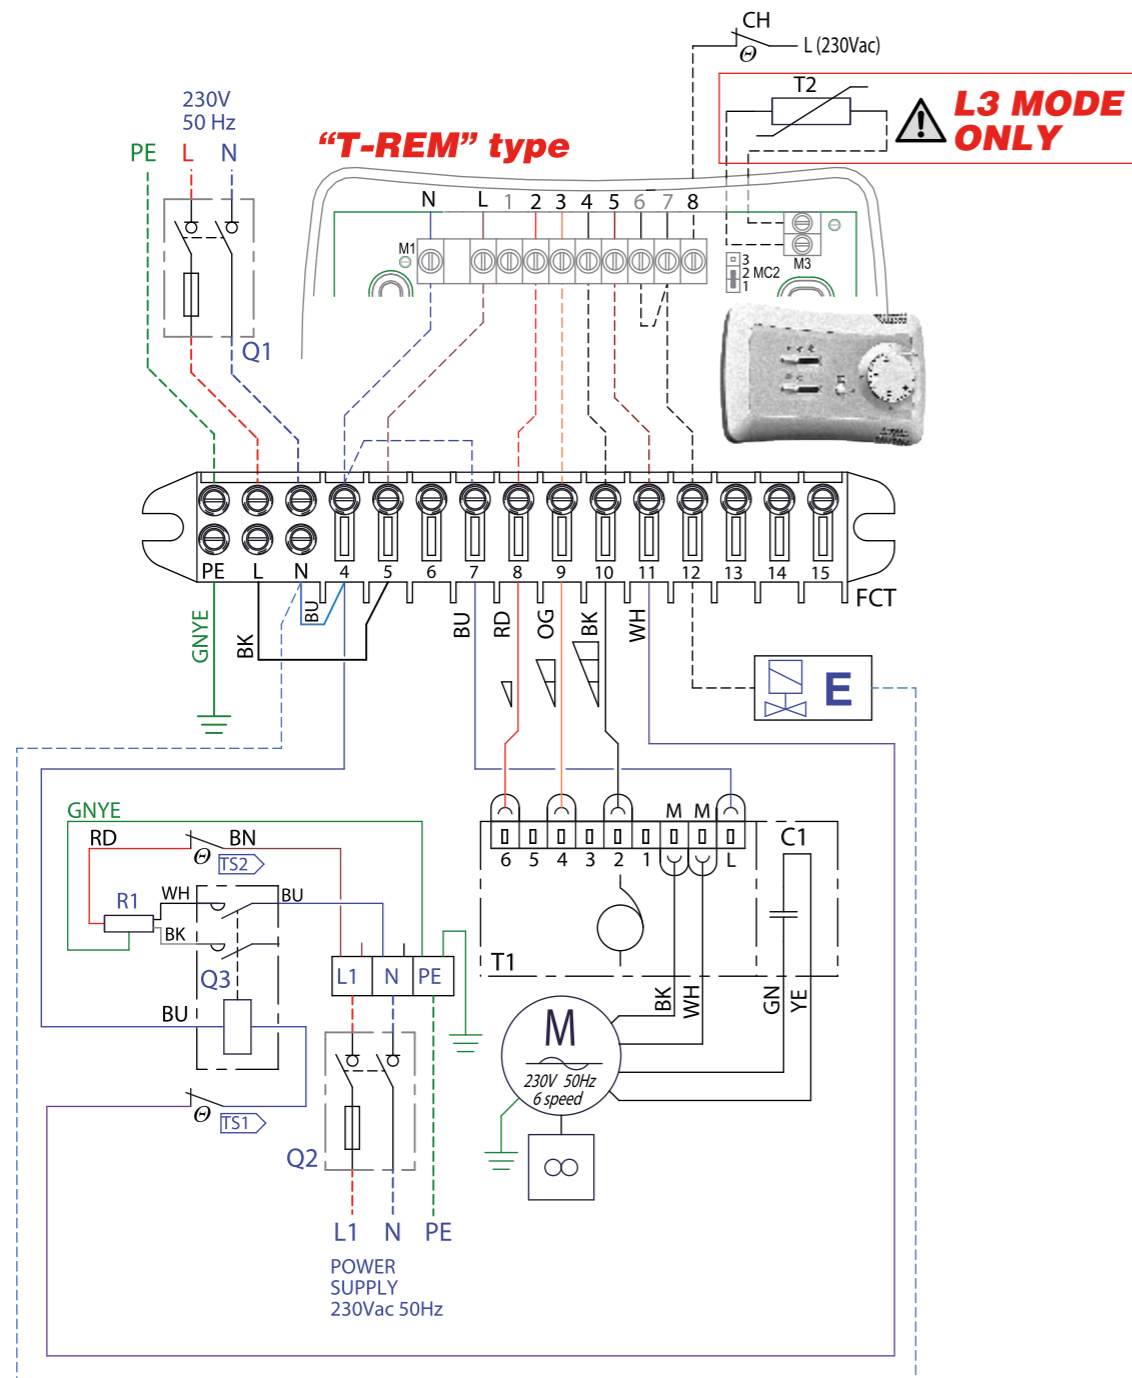 CH
L (230Vac)
T2
L3 MODE
ONLY
230V
50 Hz
PE L N
“T-REM” type
N L 1 2 3 4 5 6 7 8
M1
M3
3
2 MC2
1
Q1
PE L N 4 5 6 7 8 9 10 11 12 13 14 15
FCT
GNYE
BK
BU
BU
RD
OG
BK
WH
E
GNYE
RD
BN
TS2
R1
WH
BU
BK
Q3
BU
TS1
L1 N PE
M M
6 5 4 3 2 1 L
C1
T1
BK
WH
GN
YE
M
230V 50Hz
6 speed
Q2
L1 N PE
POWER
SUPPLY
230Vac 50Hz